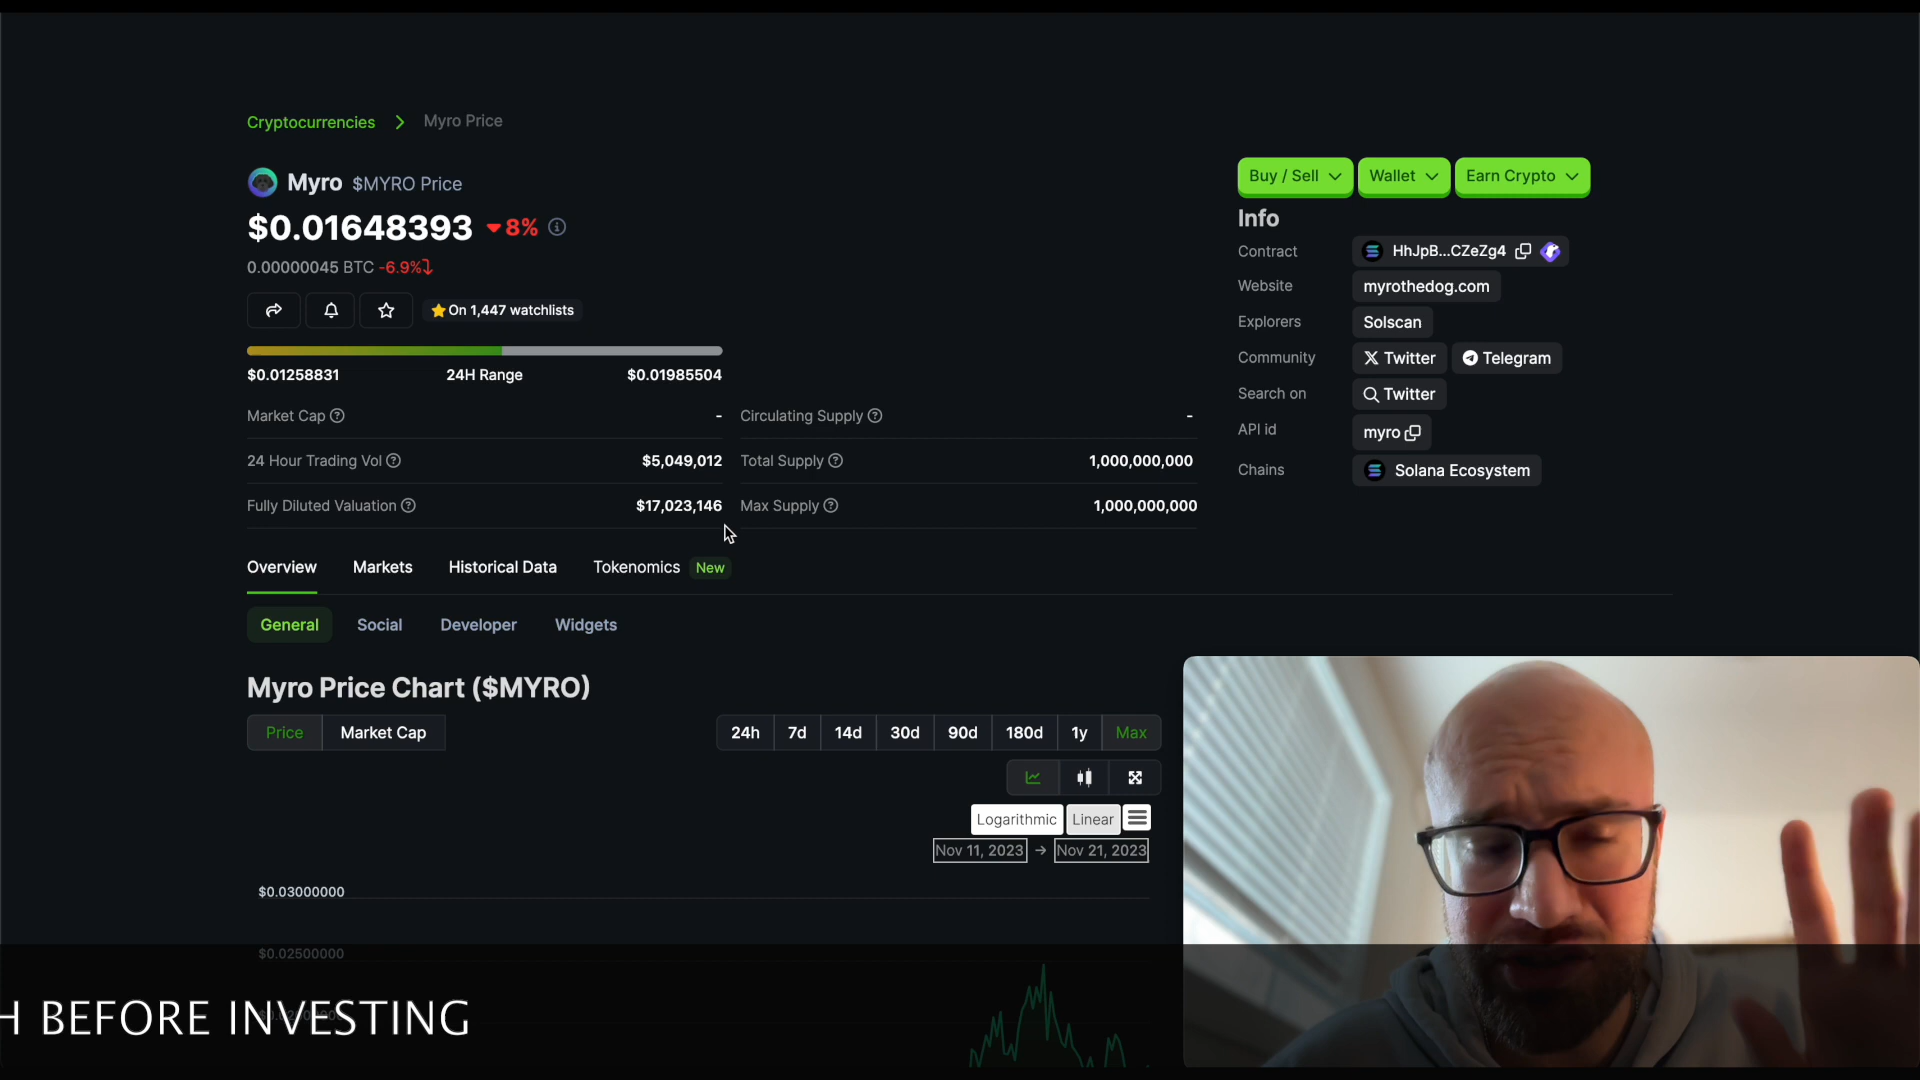 Cryptocurrencies > Myro Price
Myro $MYRO Price
$0.01648393 8%
0.00000045 BTC -6.9%
On 1,447 watchlists
$0.01258831 24H Range $0.01985504
Market Cap - Circulating Supply -
24 Hour Trading Vol $5,049,012 Total Supply 1,000,000,000
Fully Diluted Valuation $17,023,146 Max Supply 1,000,000,000
Buy / Sell Wallet Earn Crypto
Info
Contract HhJpB...CZeZg4
Website myrothedog.com
Explorers Solscan
Community Twitter Telegram
Search on Twitter
API id myro
Chains Solana Ecosystem
Overview Markets Historical Data Tokenomics New
General Social Developer Widgets
Myro Price Chart ($MYRO)
Price Market Cap 24h 7d 14d 30d 90d 180d 1y Max
Logarithmic Linear
Nov 11, 2023 → Nov 21, 2023
$0.03000000
$0.02500000
H BEFORE INVESTING